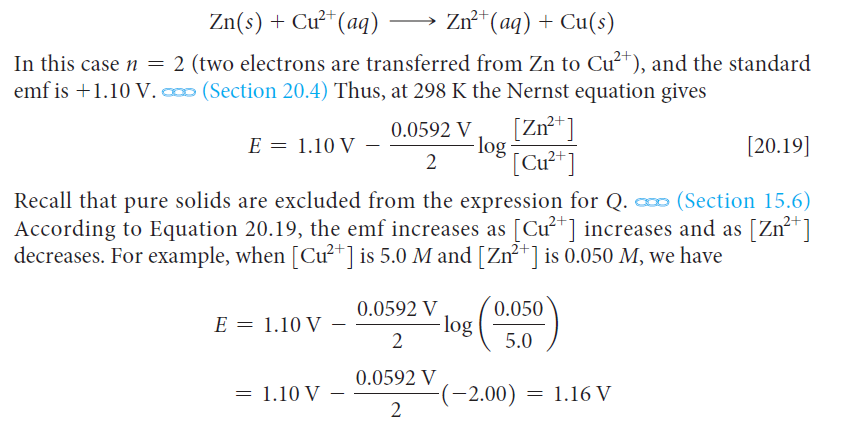 Zn(s) + Cu²⁺(aq) ⟶ Zn²⁺(aq) + Cu(s)
In this case n = 2 (two electrons are transferred from Zn to Cu²⁺), and the standard
emf is +1.10 V. (Section 20.4) Thus, at 298 K the Nernst equation gives
E = 1.10 V − (0.0592 V / 2) log ([Zn²⁺] / [Cu²⁺]) [20.19]
Recall that pure solids are excluded from the expression for Q. (Section 15.6)
According to Equation 20.19, the emf increases as [Cu²⁺] increases and as [Zn²⁺]
decreases. For example, when [Cu²⁺] is 5.0 M and [Zn²⁺] is 0.050 M, we have
E = 1.10 V − (0.0592 V / 2) log (0.050 / 5.0)
= 1.10 V − (0.0592 V / 2) (−2.00) = 1.16 V